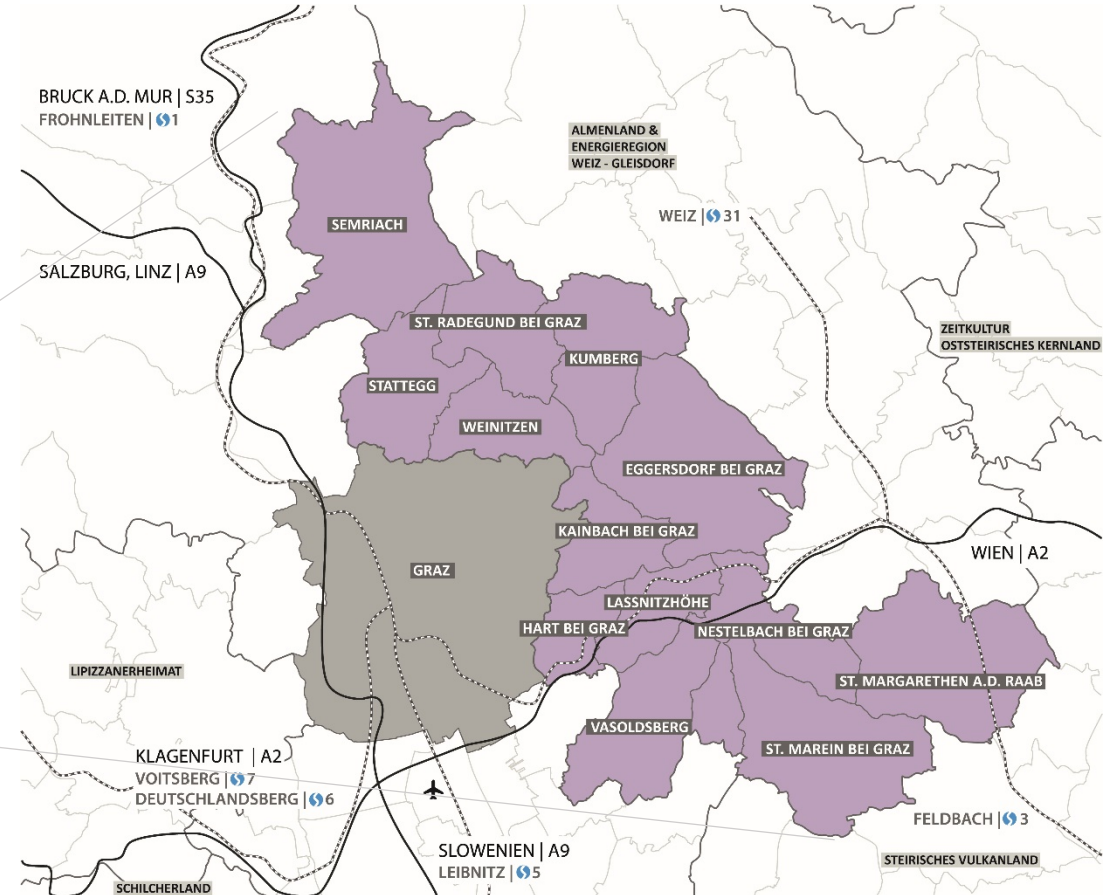 BRUCK A.D. MUR | S35
FROHNLEITEN | 1
ALMENLAND &
ENERGIEREGION
WEIZ - GLEISDORF
WEIZ | 31
SEMRIACH
SALZBURG, LINZ | A9
ST. RADEGUND BEI GRAZ
ZEITKULTUR
OSTSTEIRISCHES KERNLAND
KUMBERG
STATTEGG
WEINITZEN
EGGERSDORF BEI GRAZ
KAINBACH BEI GRAZ
WIEN | A2
GRAZ
LASSNITZHÖHE
HART BEI GRAZ
NESTELBACH BEI GRAZ
LIPIZZANERHEIMAT
ST. MARGARETHEN A.D. RAAB
VASOLDSBERG
ST. MAREIN BEI GRAZ
KLAGENFURT | A2
VOITSBERG | 7
DEUTSCHLANDSBERG | 6
FELDBACH | 3
SLOWENIEN | A9
LEIBNITZ | 5
STEIRISCHES VULKANLAND
SCHILCHERLAND